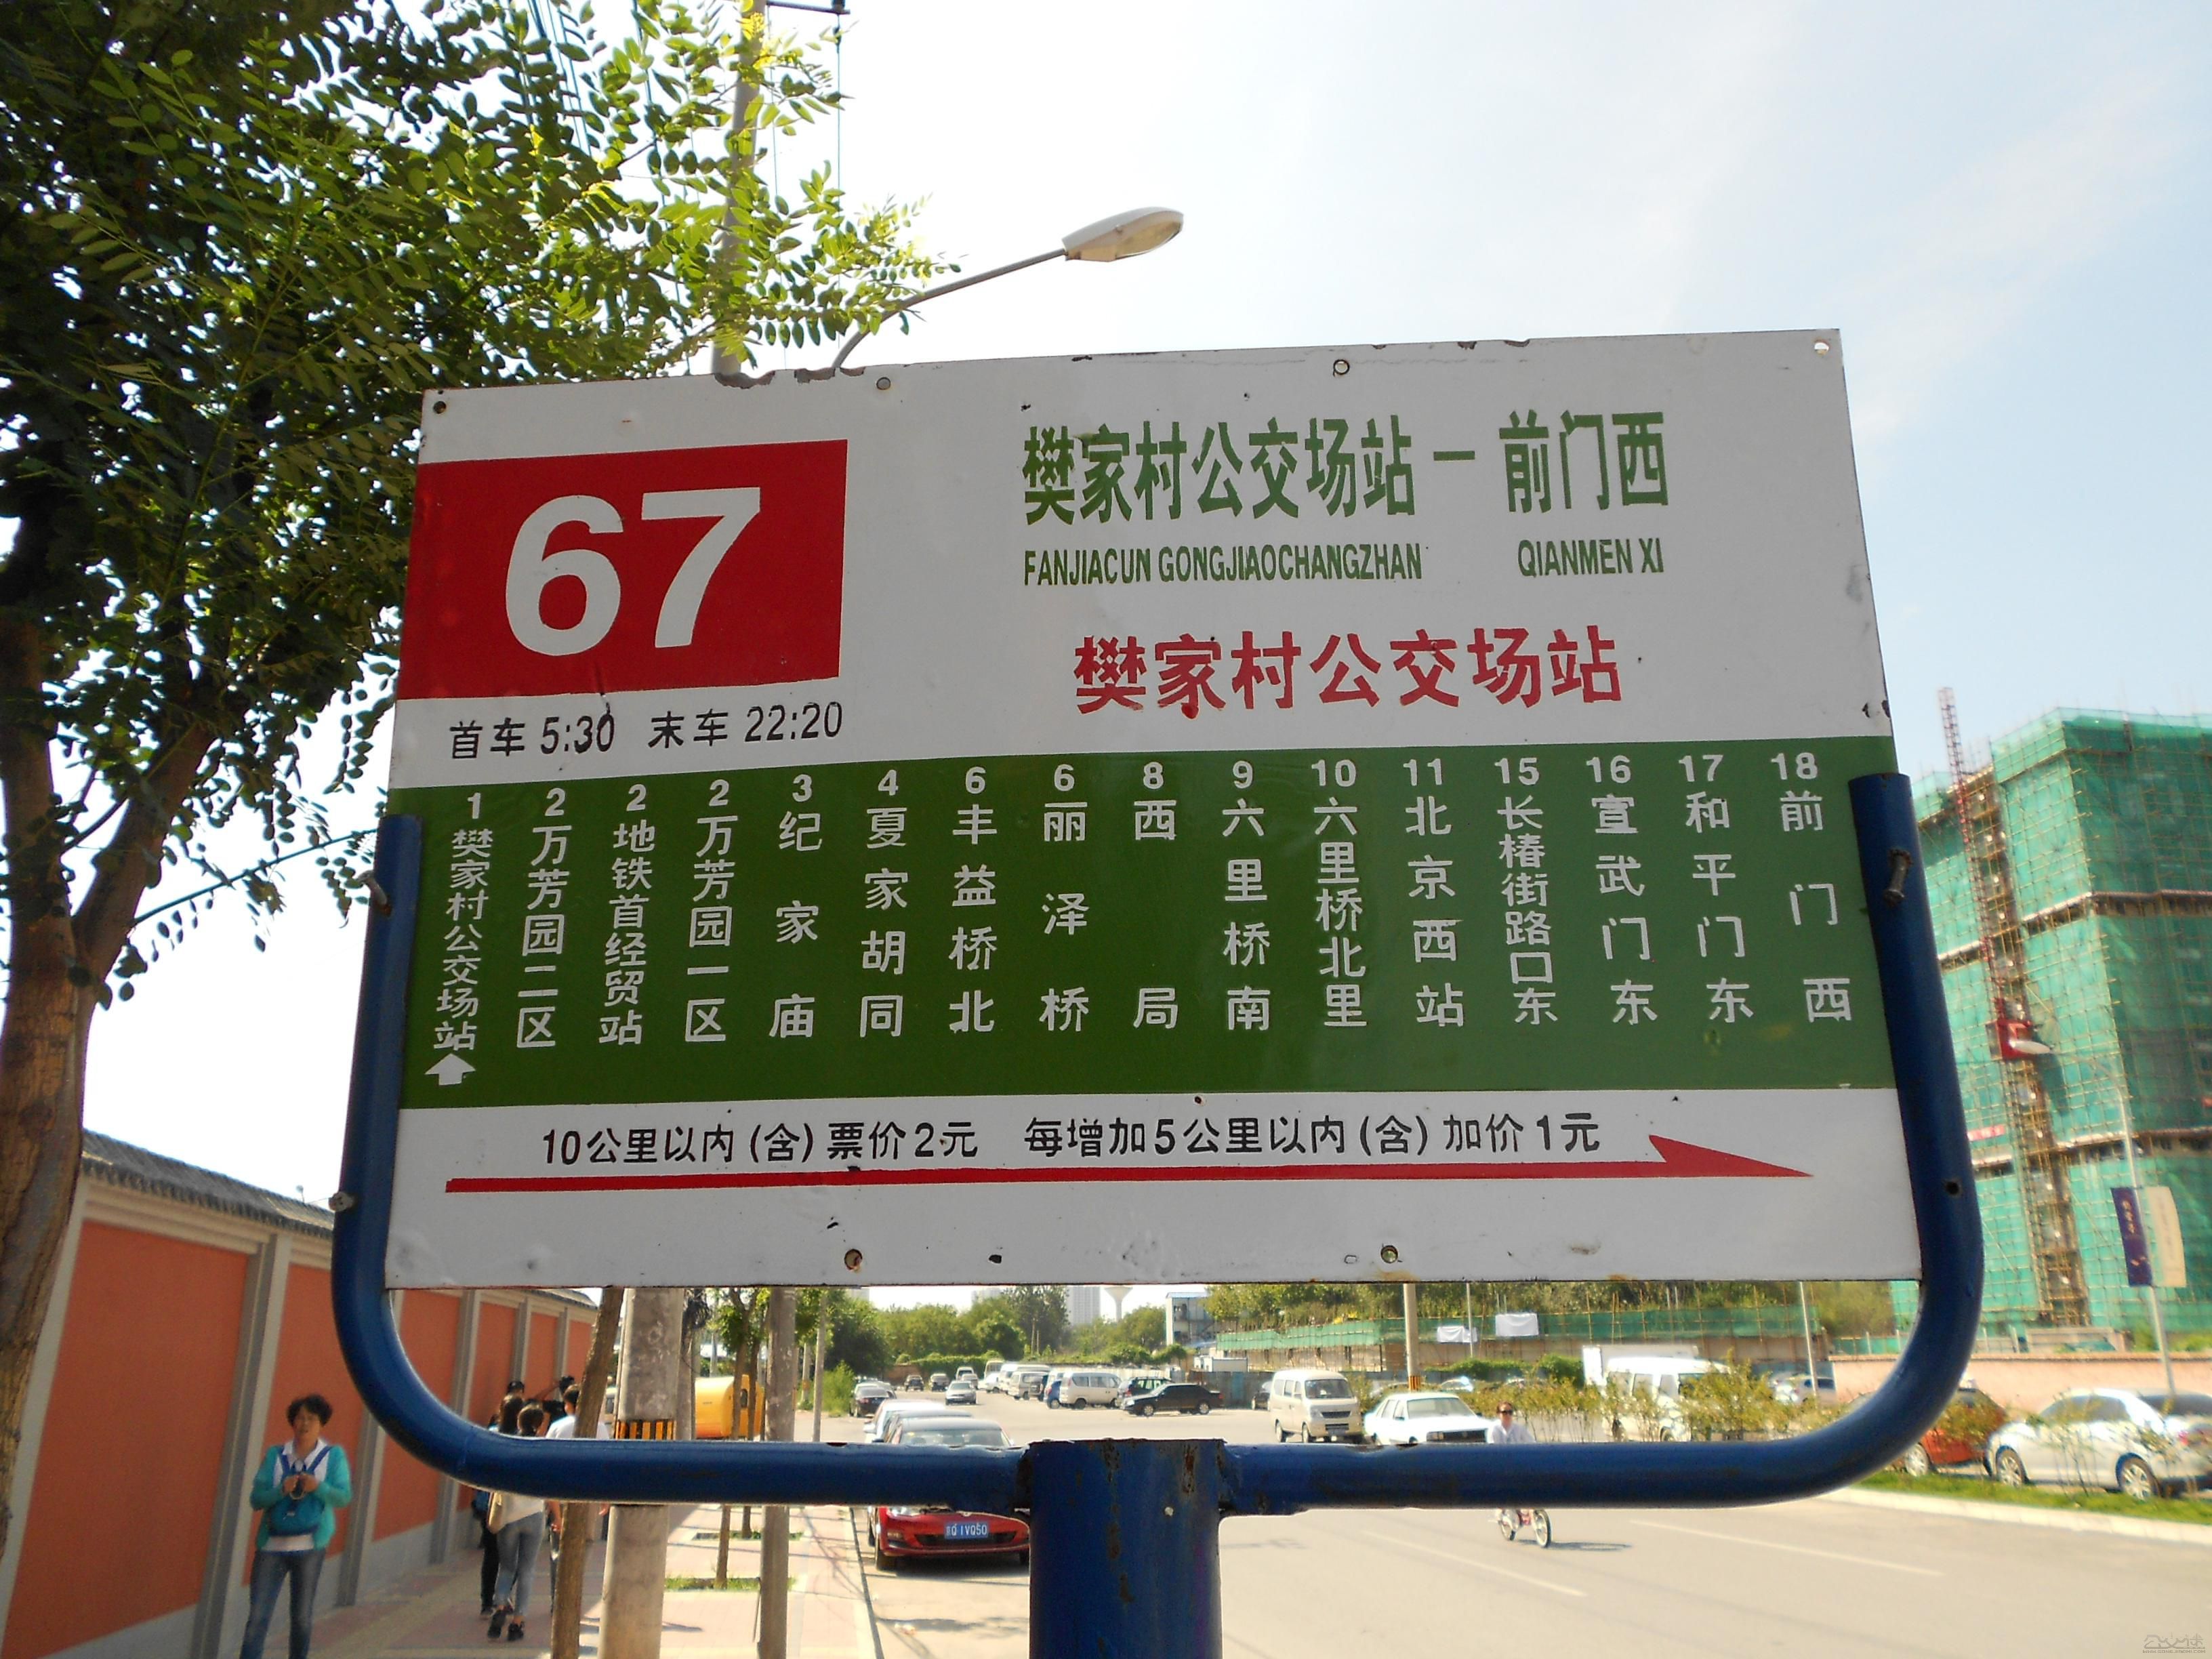 67
樊家村公交场站－前门西
FANJIACUN GONGJIAOCHANGZHAN QIANMEN XI
樊家村公交场站
首车 5:30 末车 22:20
1 樊家村公交场站
2 万芳园二区
2 地铁首经贸站
2 万芳园一区
3 纪家庙
4 夏家胡同
6 丰益桥北
6 丽泽桥
8 西局
9 六里桥南
10 六里桥北里
11 北京西站
15 长椿街路口东
16 宣武门东
17 和平门东
18 前门西
10公里以内(含)票价2元 每增加5公里以内(含)加价1元